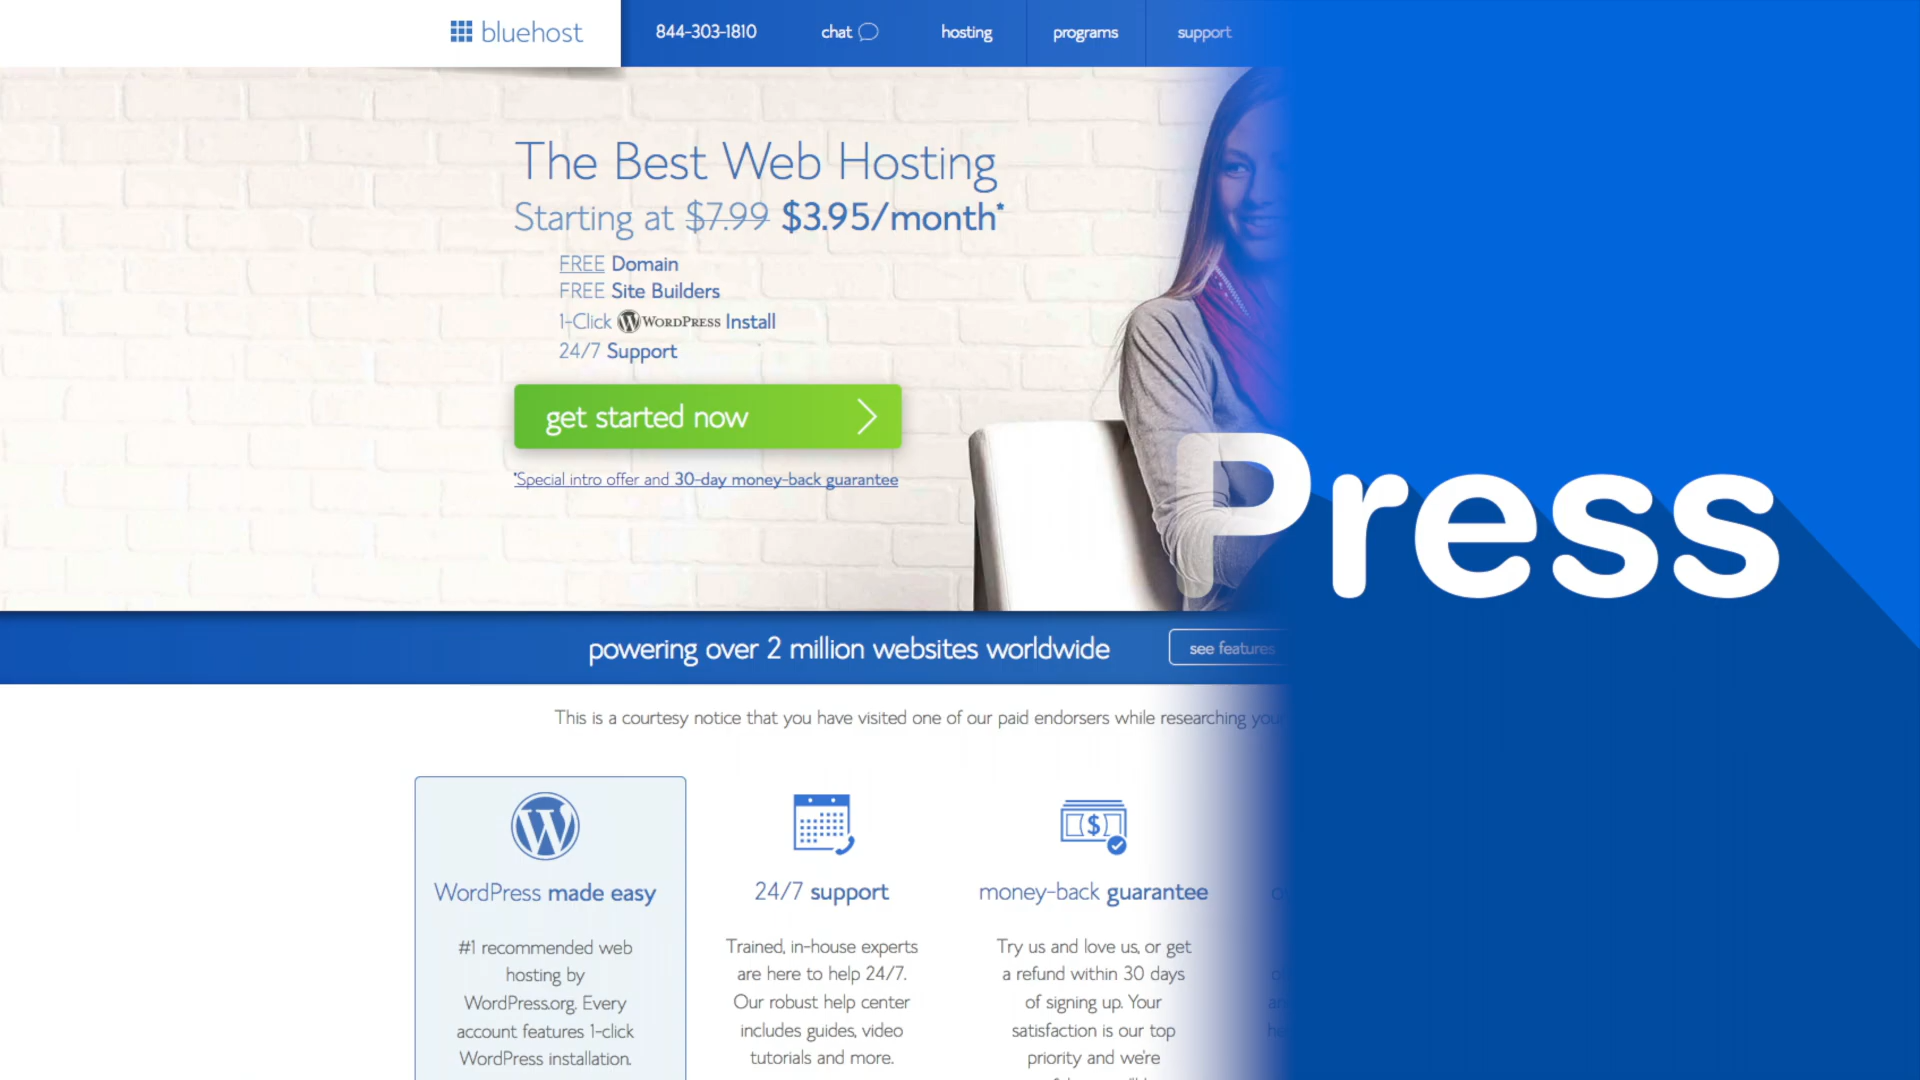 bluehost
844-303-1810
chat
hosting
programs
support
The Best Web Hosting
Starting at $7.99 $3.95/month*
FREE Domain
FREE Site Builders
1-Click WORDPRESS Install
24/7 Support
get started now
*Special intro offer and 30-day money-back guarantee
Press
powering over 2 million websites worldwide
see features
This is a courtesy notice that you have visited one of our paid endorsers while researching your
WordPress made easy
#1 recommended web
hosting by
WordPress.org. Every
account features 1-click
WordPress installation.
24/7 support
Trained, in-house experts
are here to help 24/7.
Our robust help center
includes guides, video
tutorials and more.
money-back guarantee
Try us and love us, or get
a refund within 30 days
of signing up. Your
satisfaction is our top
priority and we're